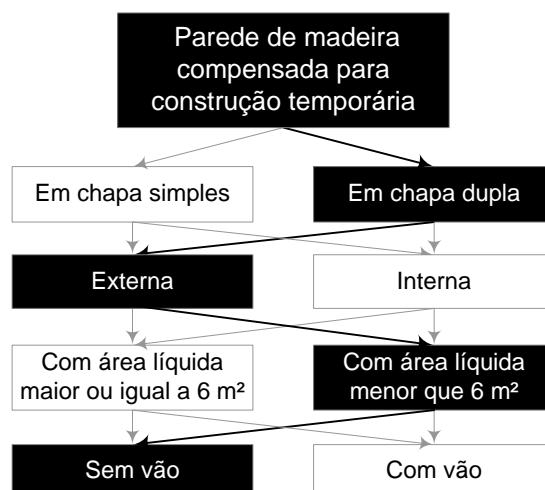 Parede de madeira
compensada para
construção temporária
Em chapa simples
Em chapa dupla
Externa
Interna
Com área líquida
maior ou igual a 6 m²
Com área líquida
menor que 6 m²
Sem vão
Com vão